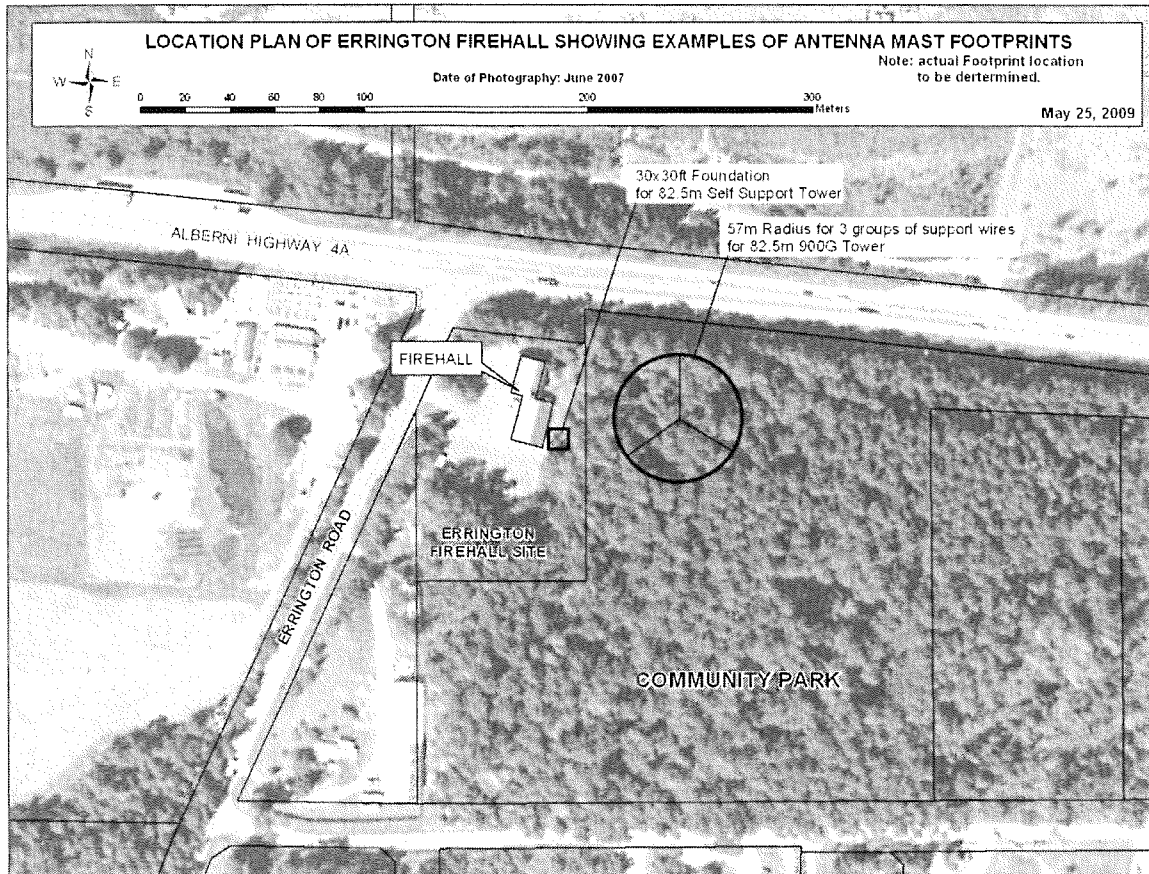 LOCATION PLAN OF ERRINGTON FIREHALL SHOWING EXAMPLES OF ANTENNA MAST FOOTPRINTS
Note: actual Footprint location
to be dertermined.
N
W E
S
Date of Photography: June 2007
0 20 40 60 80 100 200 300
Meters
May 25, 2009
30x30ft Foundation
for 82.5m Self Support Tower
57m Radius for 3 groups of support wires
for 82.5m 900G Tower
ALBERNI HIGHWAY 4A
FIREHALL
ERRINGTON
FIREHALL SITE
ERRINGTON ROAD
COMMUNITY PARK